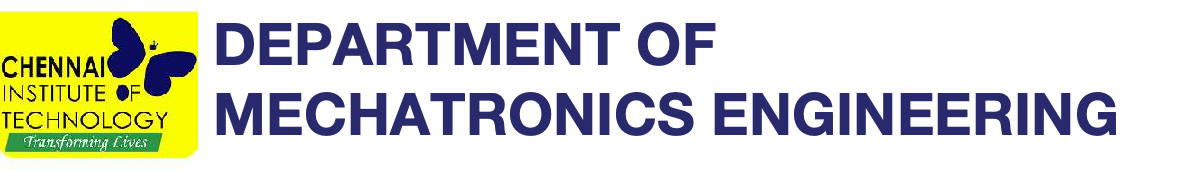 CHENNAI
INSTITUTE OF
TECHNOLOGY
Transforming Lives
DEPARTMENT OF
MECHATRONICS ENGINEERING